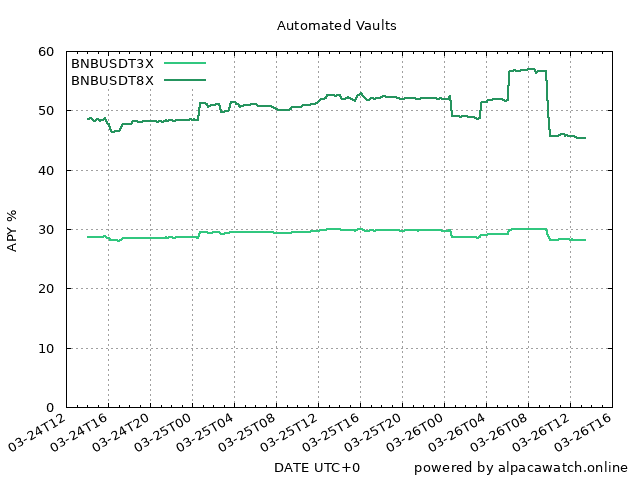 Automated Vaults
BNBUSDT3X
BNBUSDT8X
60
50
40
30
20
10
0
APY %
03-24T12
03-24T16
03-24T20
03-25T00
03-25T04
03-25T08
03-25T12
03-25T16
03-25T20
03-26T00
03-26T04
03-26T08
03-26T12
03-26T16
DATE UTC+0
powered by alpacawatch.online